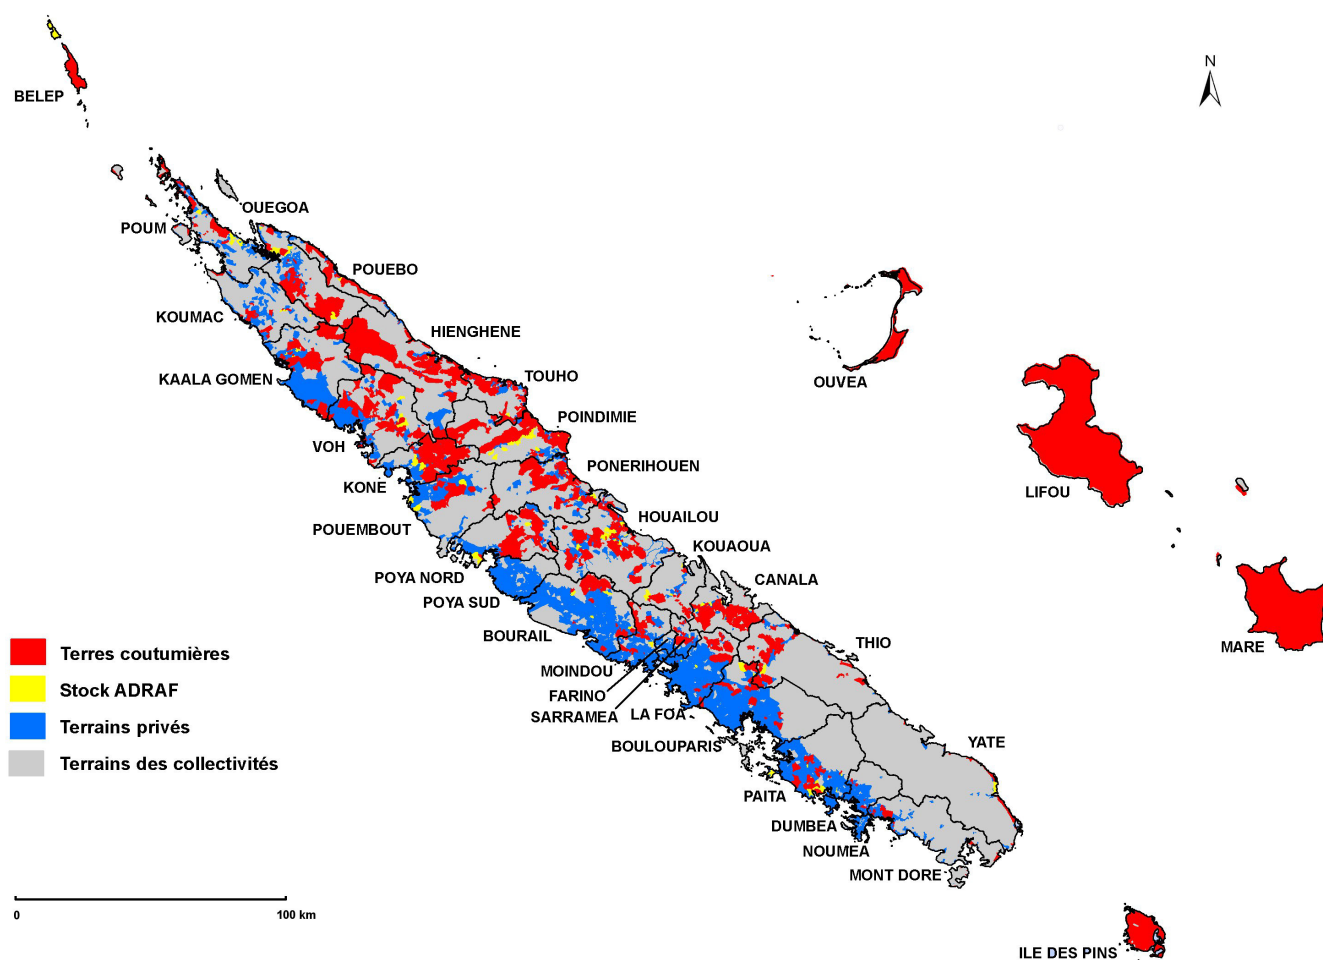 N
BELEP
OUEGOA
POUM
POUEBO
KOUMAC
HIENGHENE
KAALA GOMEN
TOUHO
OUVEA
POINDIMIE
VOH
PONERIHOUEN
KONE
LIFOU
HOUAILOU
POUEMBOUT
KOUAOUA
POYA NORD
CANALA
POYA SUD
BOURAIL
THIO
MARE
Terres coutumières
MOINDOU
Stock ADRAF
FARINO
SARRAMEA
LA FOA
Terrains privés
BOULOUPARIS
YATE
Terrains des collectivités
PAITA
DUMBEA
NOUMEA
MONT DORE
0
100 km
ILE DES PINS